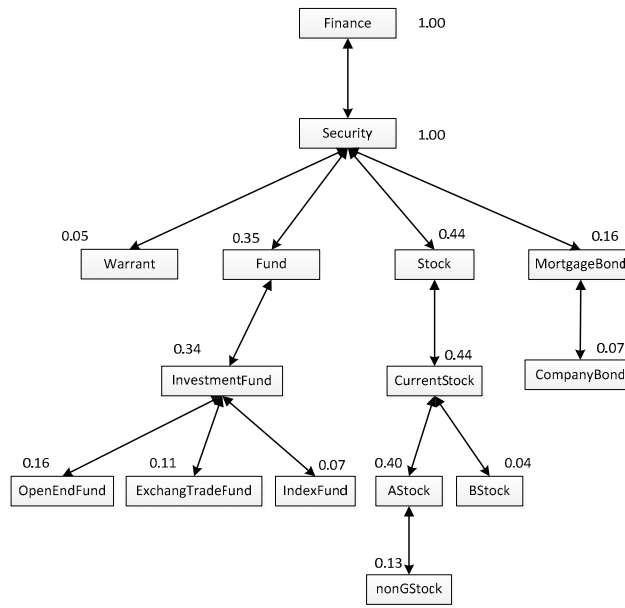 Finance 1.00
Security 1.00
0.05 0.35 0.44 0.16
Warrant Fund Stock MortgageBond
0.34 0.44 0.07
InvestmentFund CurrentStock CompanyBond
0.16 0.11 0.07 0.40 0.04
OpenEndFund ExchangTradeFund IndexFund AStock BStock
0.13
nonGStock